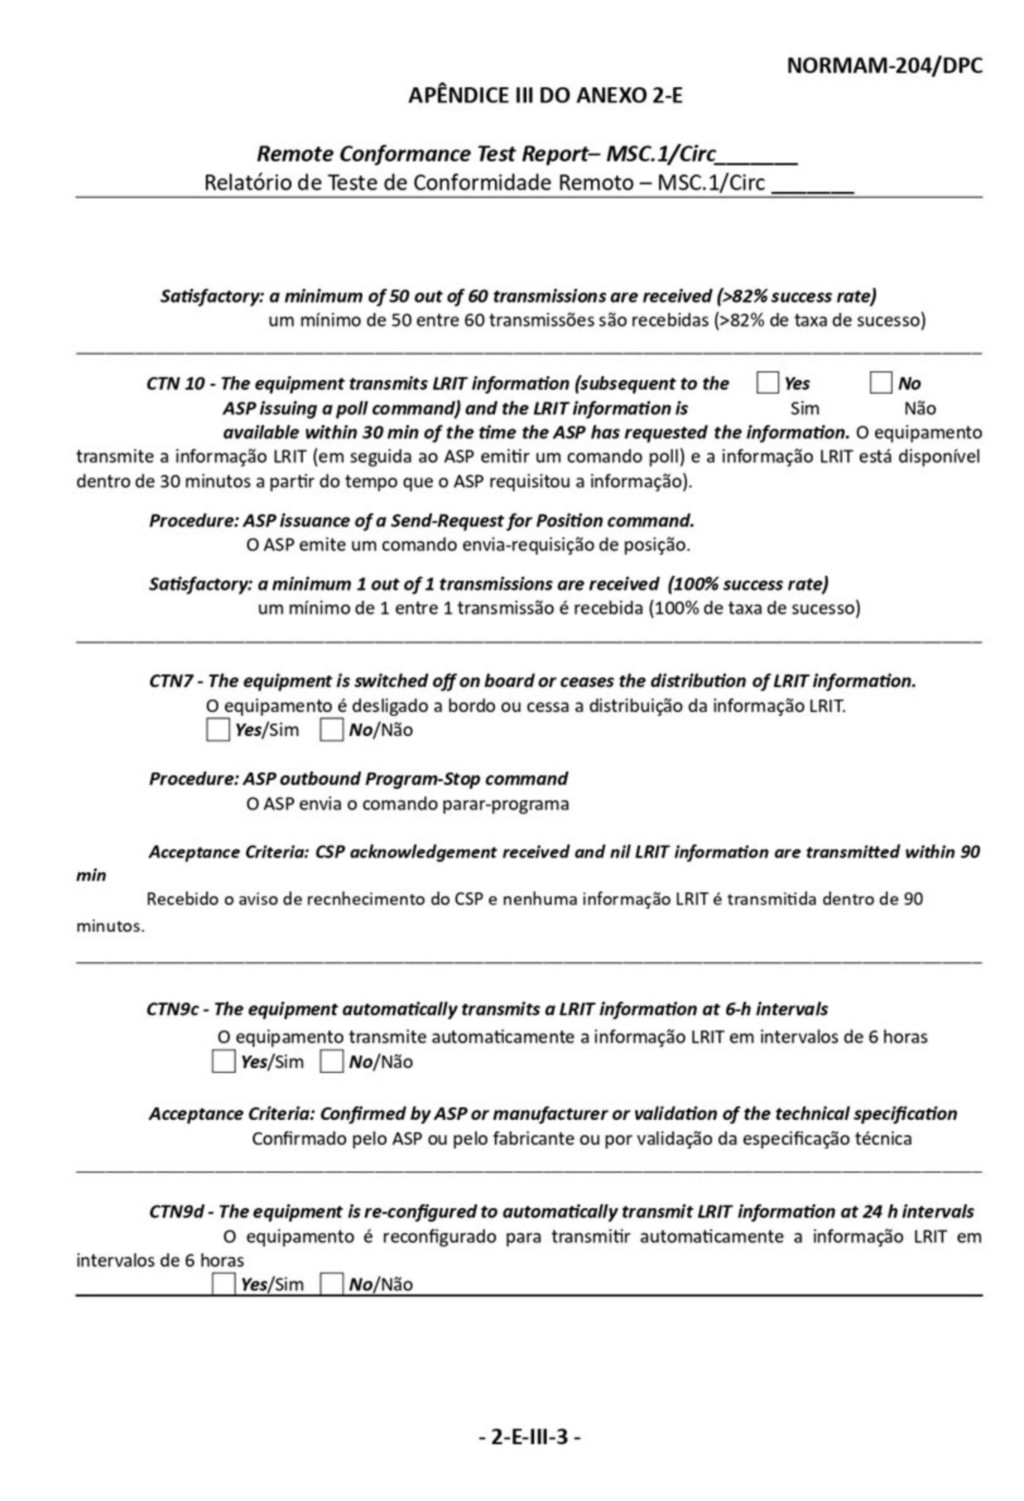 NORMAM-204/DPC
APÊNDICE III DO ANEXO 2-E
Remote Conformance Test Report– MSC.1/Circ_______
Relatório de Teste de Conformidade Remoto – MSC.1/Circ _______
Satisfactory: a minimum of 50 out of 60 transmissions are received (>82% success rate)
um mínimo de 50 entre 60 transmissões são recebidas (>82% de taxa de sucesso)
CTN 10 - The equipment transmits LRIT information (subsequent to the Yes No
ASP issuing a poll command) and the LRIT information is Sim Não
available within 30 min of the time the ASP has requested the information. O equipamento
transmite a informação LRIT (em seguida ao ASP emitir um comando poll) e a informação LRIT está disponível
dentro de 30 minutos a partir do tempo que o ASP requisitou a informação).
Procedure: ASP issuance of a Send-Request for Position command.
O ASP emite um comando envia-requisição de posição.
Satisfactory: a minimum 1 out of 1 transmissions are received (100% success rate)
um mínimo de 1 entre 1 transmissão é recebida (100% de taxa de sucesso)
CTN7 - The equipment is switched off on board or ceases the distribution of LRIT information.
O equipamento é desligado a bordo ou cessa a distribuição da informação LRIT.
Yes/Sim No/Não
Procedure: ASP outbound Program-Stop command
O ASP envia o comando parar-programa
Acceptance Criteria: CSP acknowledgement received and nil LRIT information are transmitted within 90
min
Recebido o aviso de recnhecimento do CSP e nenhuma informação LRIT é transmitida dentro de 90
minutos.
CTN9c - The equipment automatically transmits a LRIT information at 6-h intervals
O equipamento transmite automaticamente a informação LRIT em intervalos de 6 horas
Yes/Sim No/Não
Acceptance Criteria: Confirmed by ASP or manufacturer or validation of the technical specification
Confirmado pelo ASP ou pelo fabricante ou por validação da especificação técnica
CTN9d - The equipment is re-configured to automatically transmit LRIT information at 24 h intervals
O equipamento é reconfigurado para transmitir automaticamente a informação LRIT em
intervalos de 6 horas
Yes/Sim No/Não
- 2-E-III-3 -